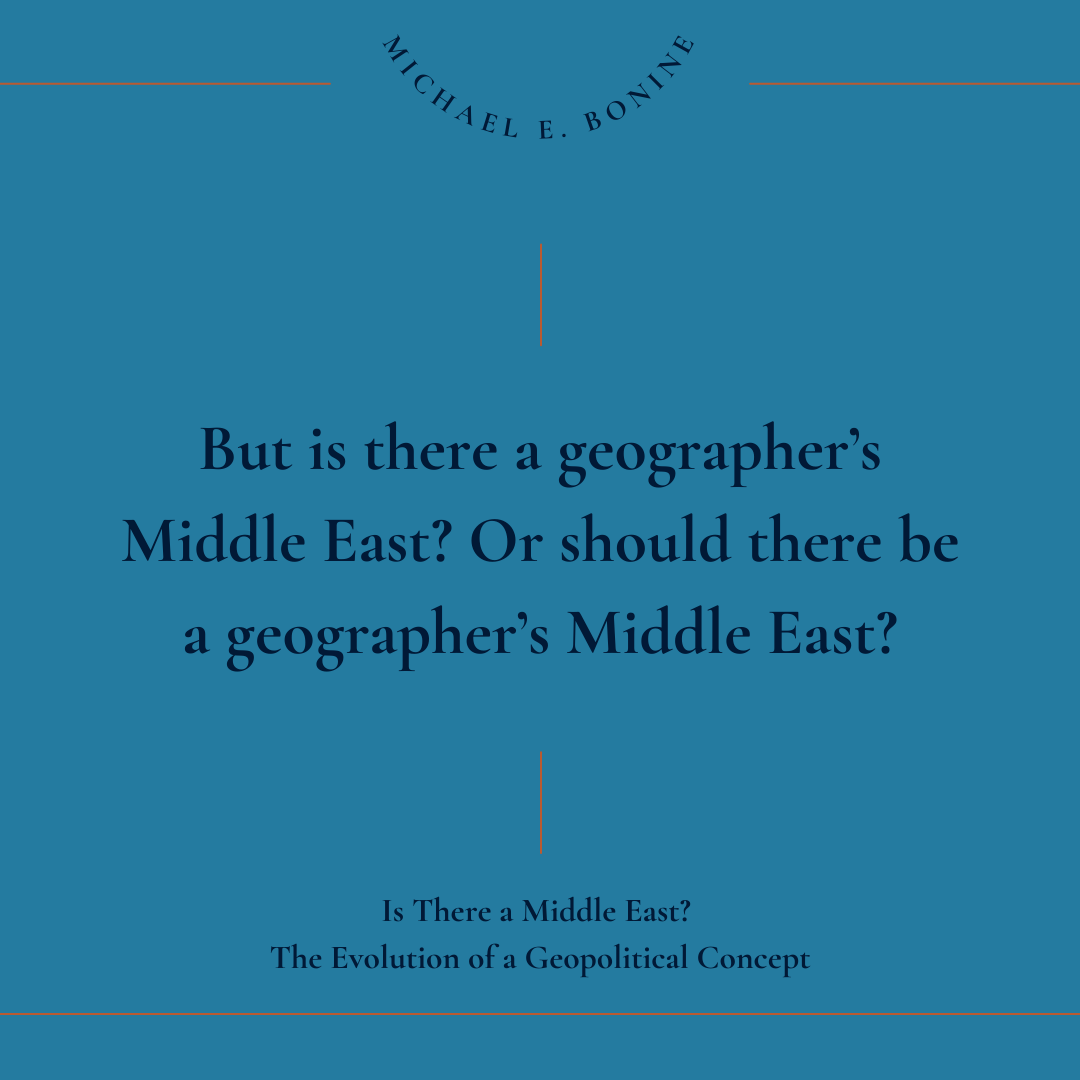 MICHAEL E. BONINE
But is there a geographer’s
Middle East? Or should there be
a geographer’s Middle East?
Is There a Middle East?
The Evolution of a Geopolitical Concept